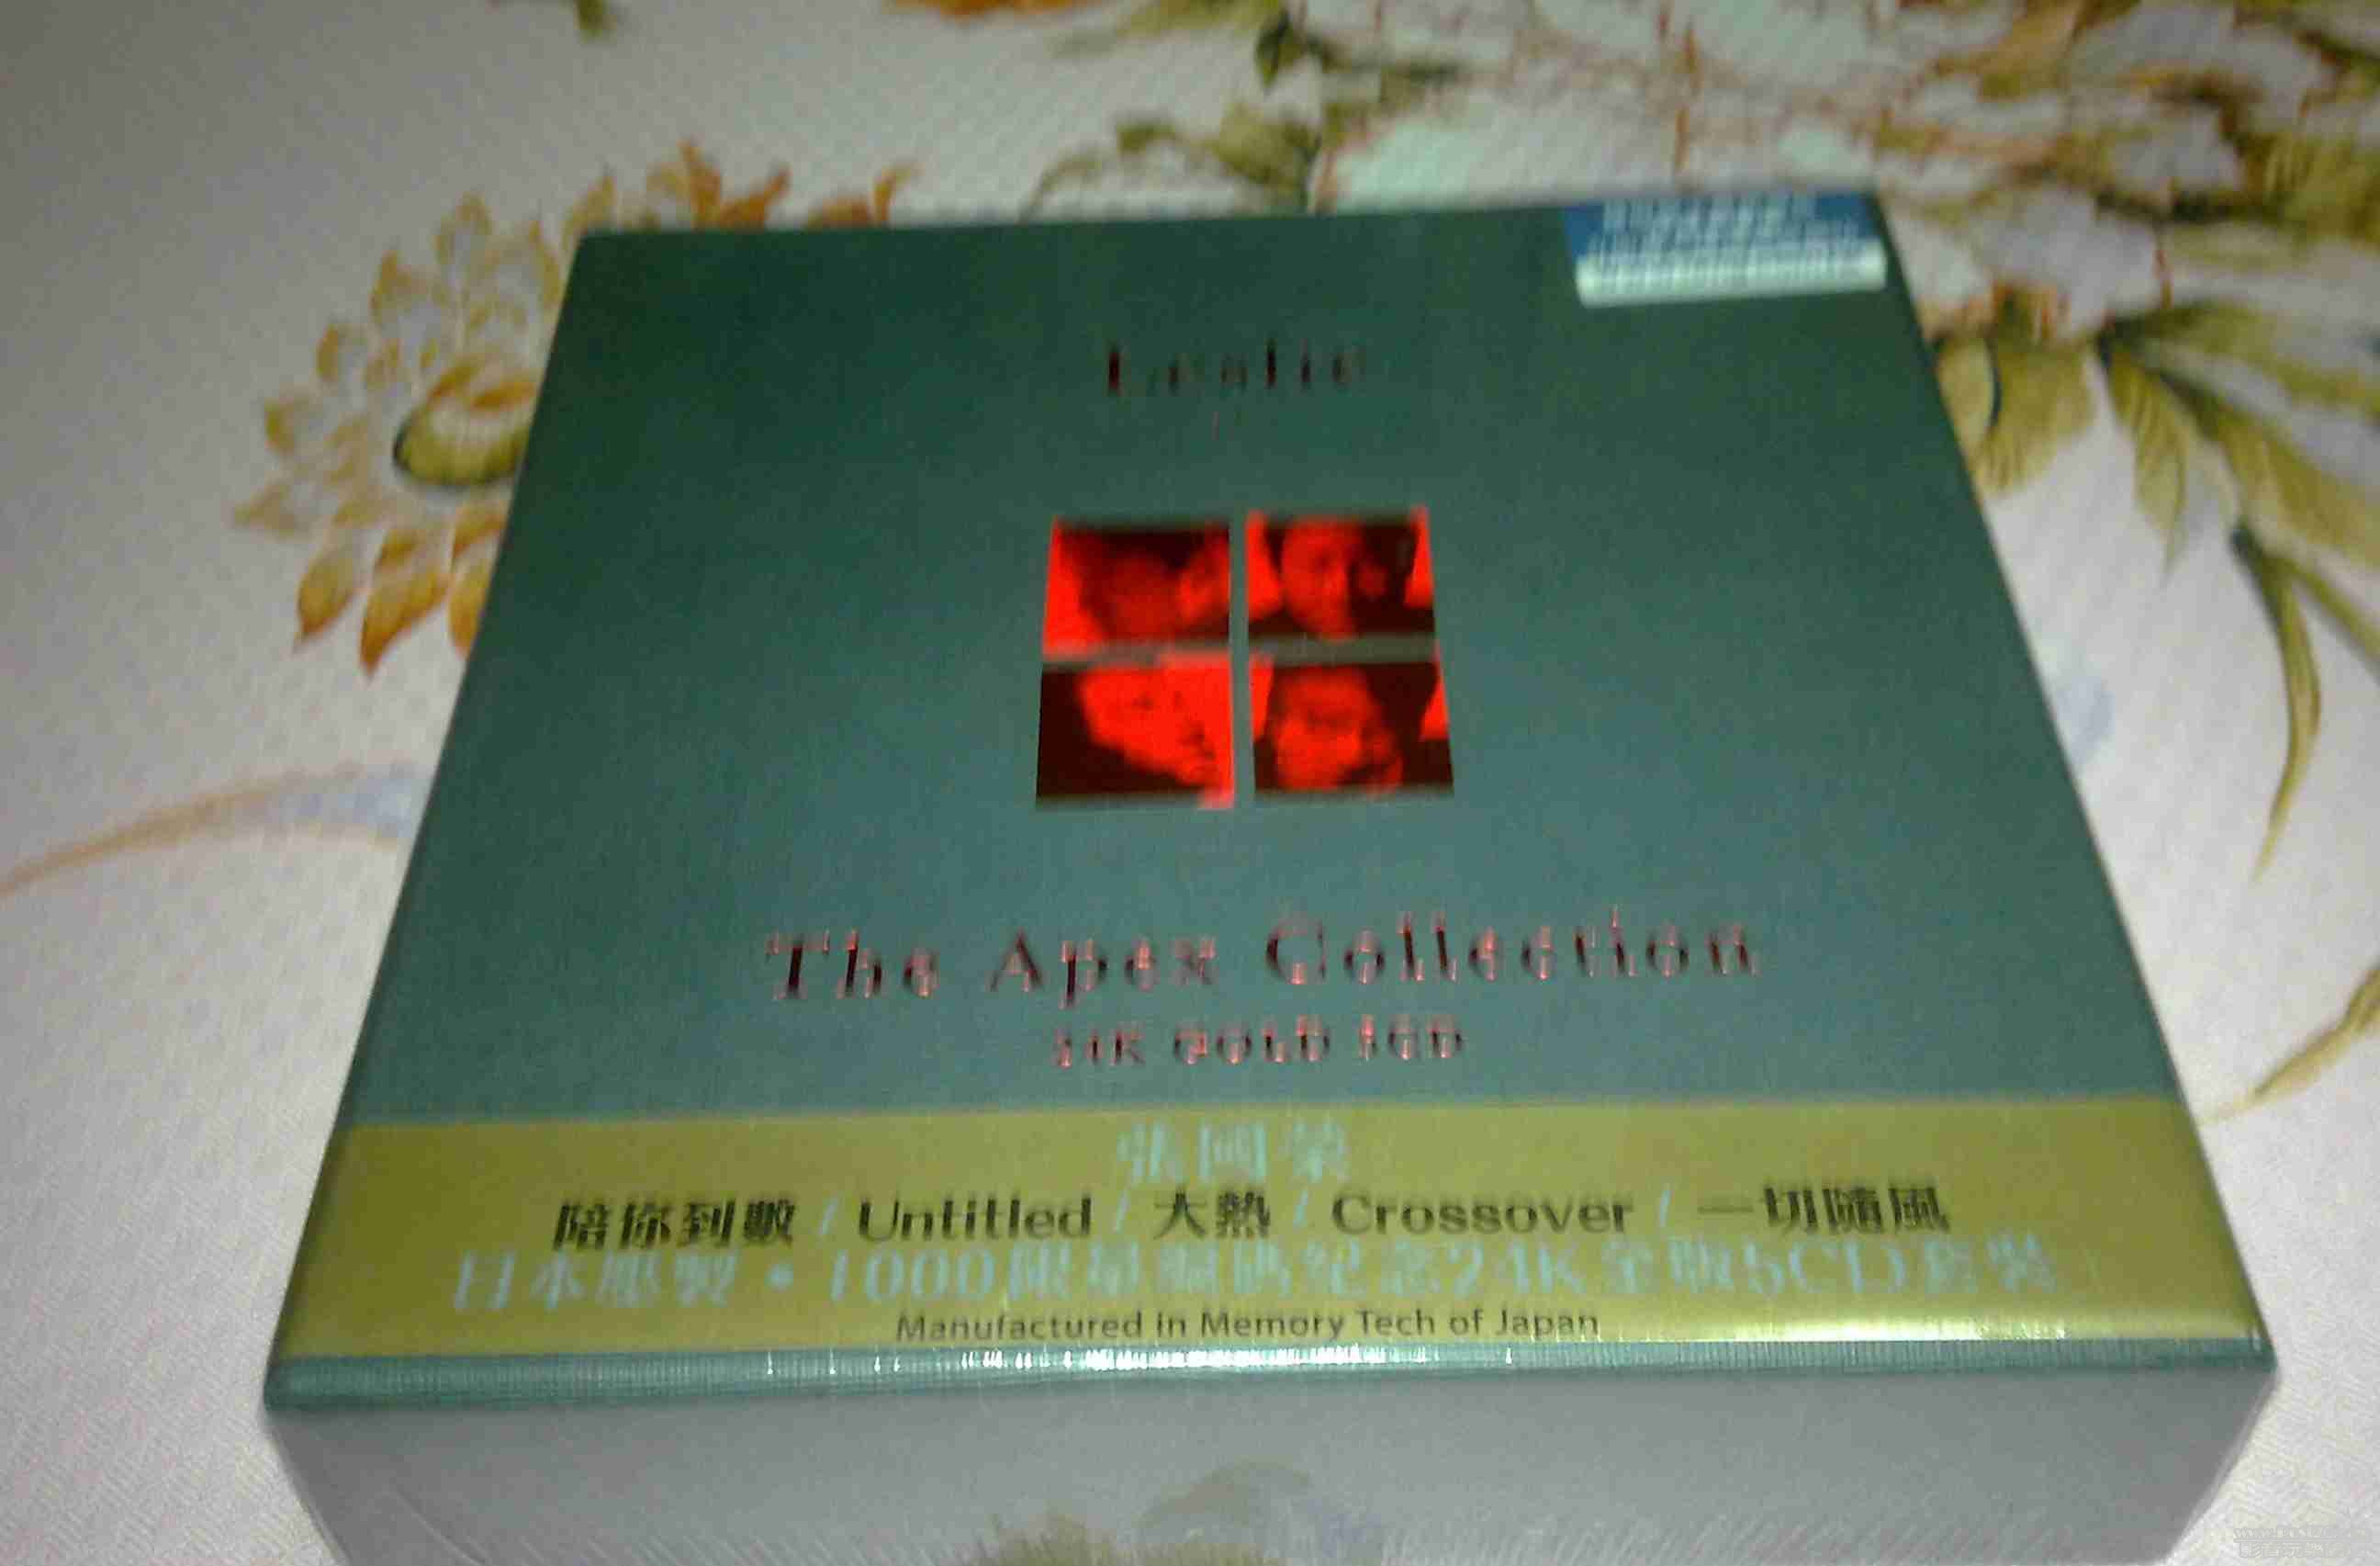 Leslie
The Apex Collection
24K GOLD 5CD
張國榮
陪你到數 / Untitled / 大熱 / Crossover / 一切隨風
日本壓製・1000限量編碼紀念24K金版5CD套裝
Manufactured in Memory Tech of Japan